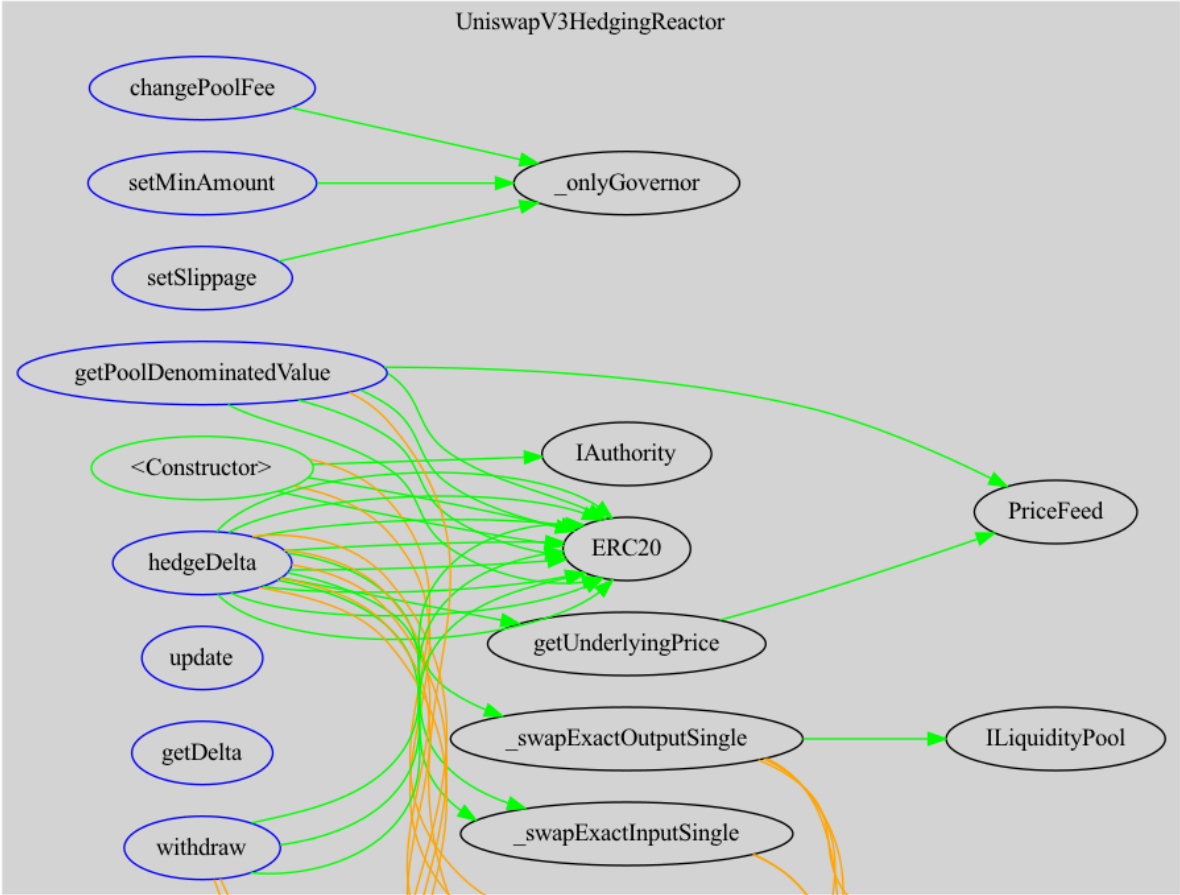 UniswapV3HedgingReactor
changePoolFee
setMinAmount
_onlyGovernor
setSlippage
getPoolDenominatedValue
<Constructor>
IAuthority
PriceFeed
hedgeDelta
ERC20
update
getUnderlyingPrice
getDelta
_swapExactOutputSingle
ILiquidityPool
withdraw
_swapExactInputSingle